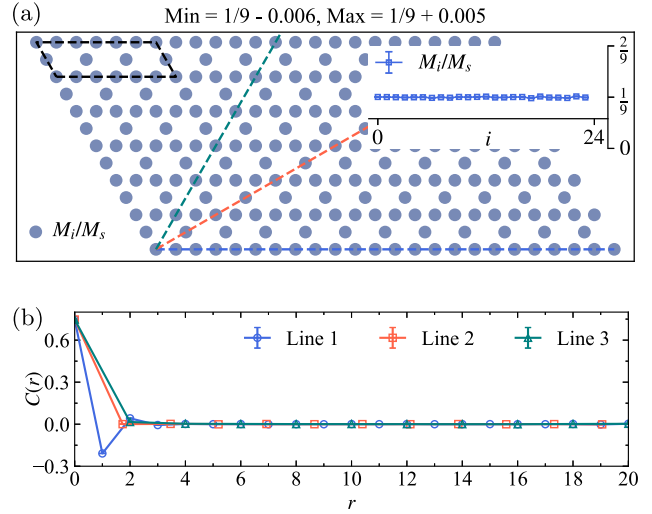 (a)
Min = 1/9 - 0.006, Max = 1/9 + 0.005
M_i/M_s
2/9
1/9
0
0
i
24
M_i/M_s
(b)
Line 1
Line 2
Line 3
C(r)
0.6
0.0
−0.3
0 2 4 6 8 10 12 14 16 18 20
r